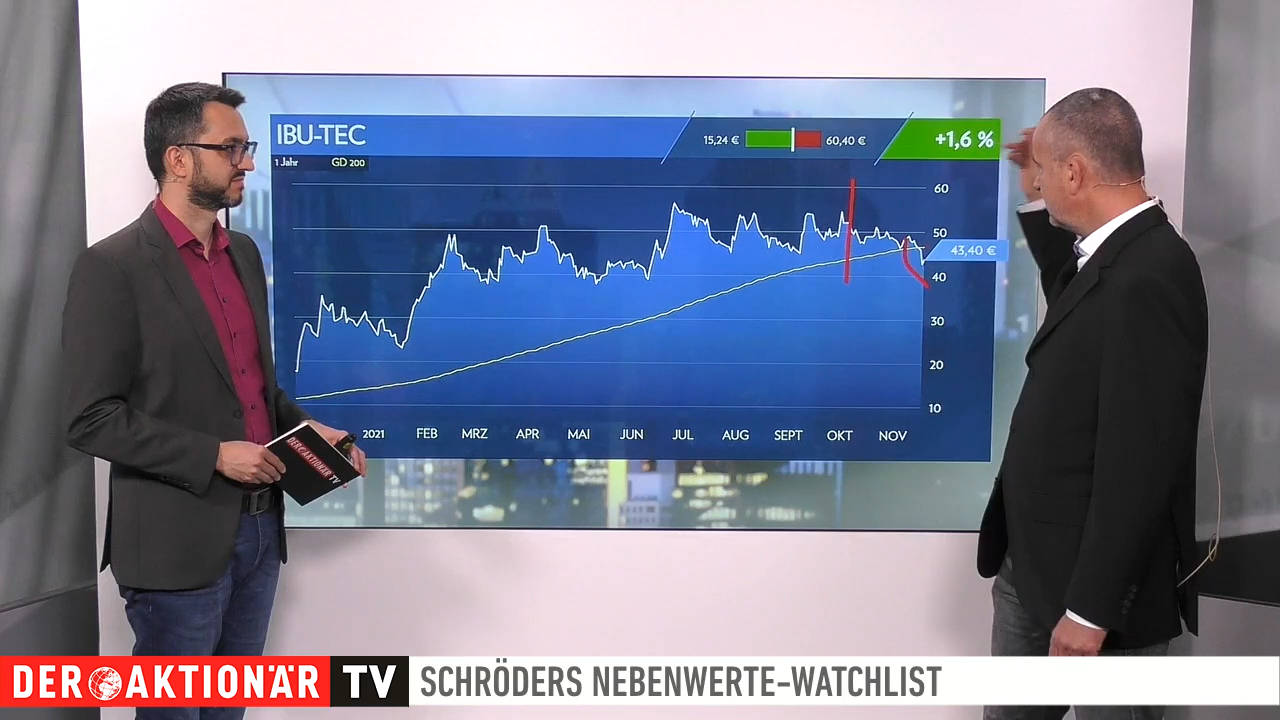 IBU-TEC
15,24 €
60,40 €
+1,6 %
1 Jahr
GD 200
60
50
43,40 €
40
30
20
10
2021 FEB MRZ APR MAI JUN JUL AUG SEPT OKT NOV
DER AKTIONÄR TV
DER AKTIONÄR TV
SCHRÖDERS NEBENWERTE-WATCHLIST